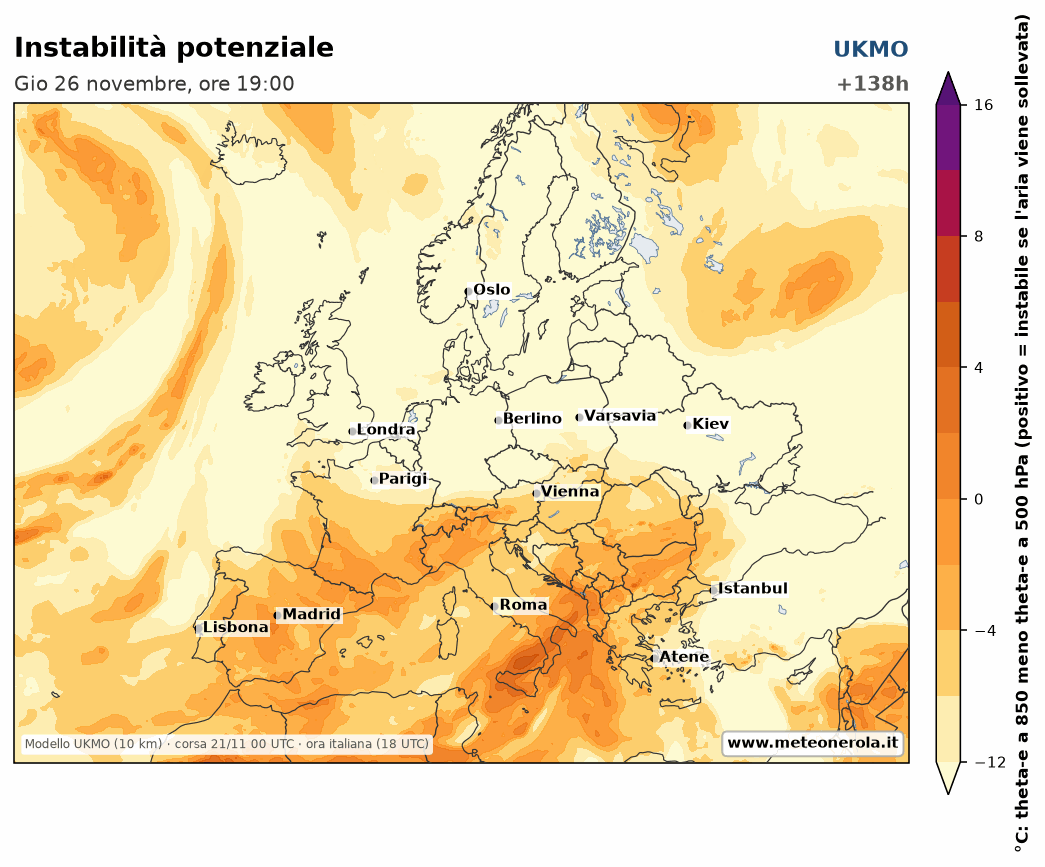 Instabilità potenziale
UKMO
Gio 26 novembre, ore 19:00
+138h
Oslo
Berlino
Varsavia
Kiev
Londra
Parigi
Vienna
Istanbul
Roma
Madrid
Lisbona
Atene
Modello UKMO (10 km) · corsa 21/11 00 UTC · ora italiana (18 UTC)
www.meteonerola.it
16
8
4
0
−4
−12
°C: theta-e a 850 meno theta-e a 500 hPa (positivo = instabile se l'aria viene sollevata)